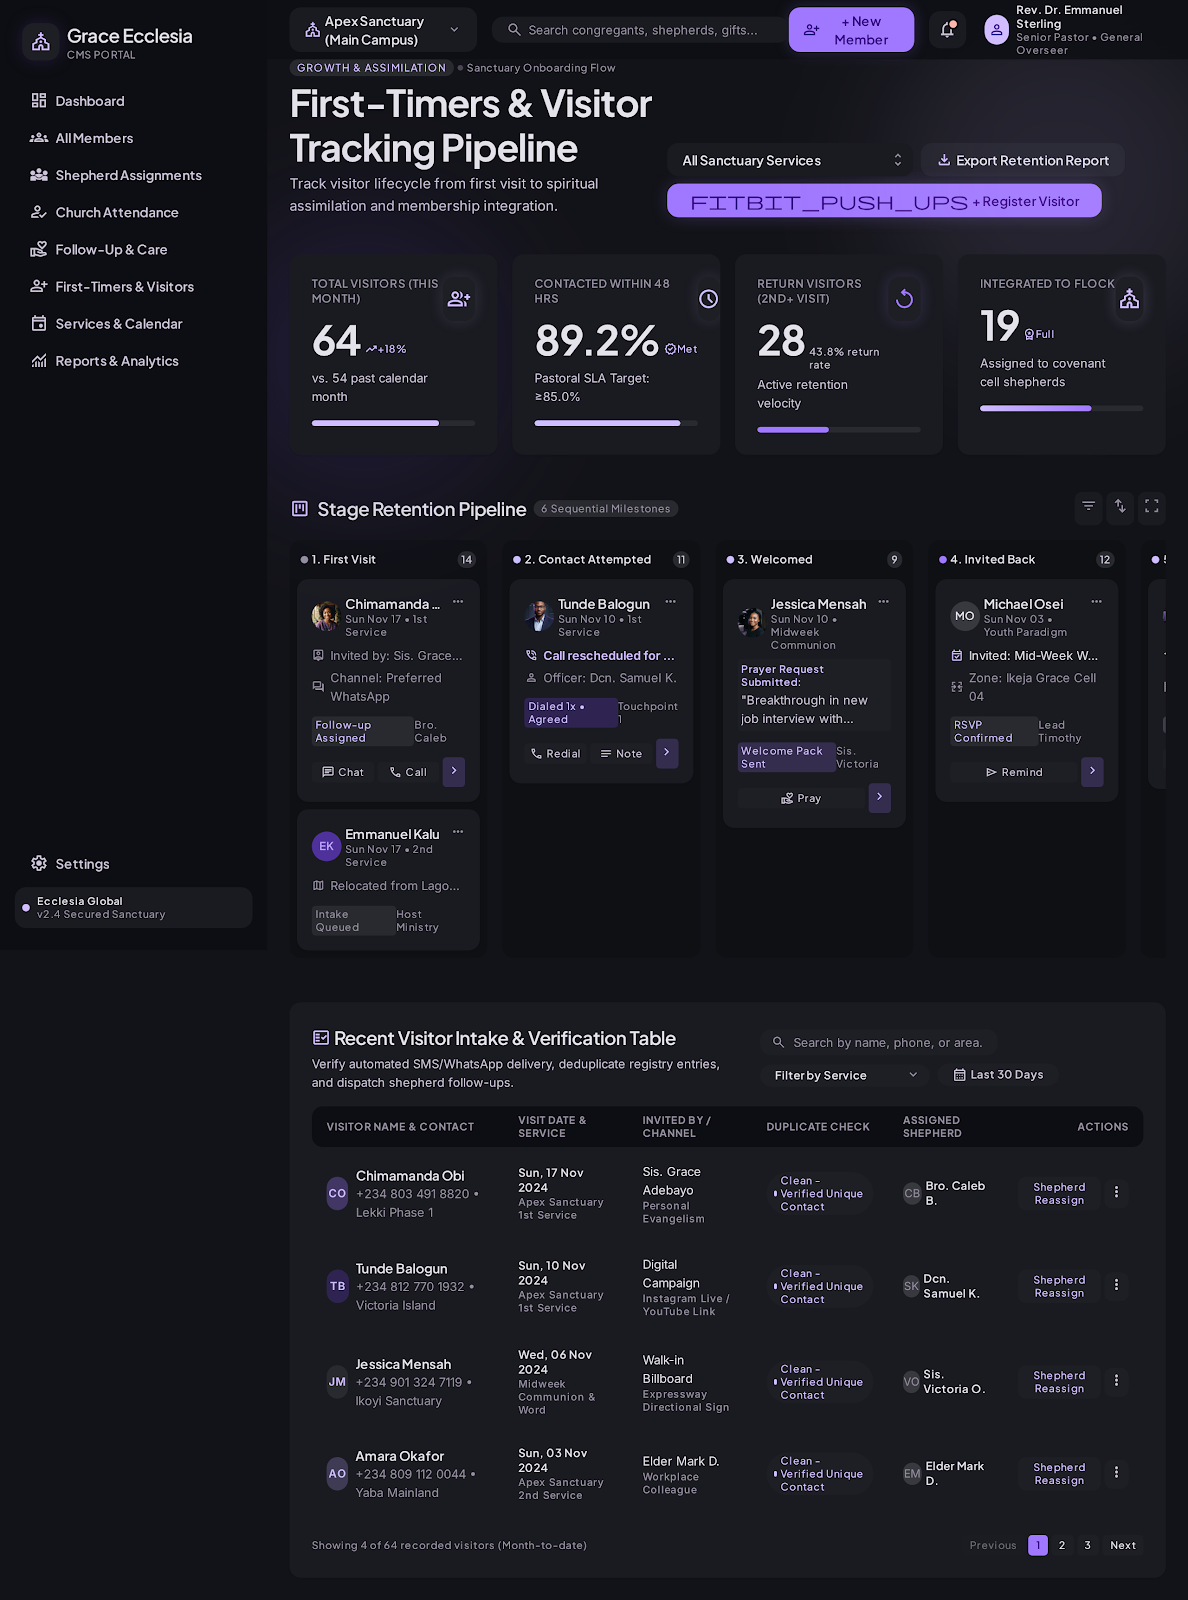 Grace Ecclesia
CMS PORTAL
Dashboard
All Members
Shepherd Assignments
Church Attendance
Follow-Up & Care
First-Timers & Visitors
Services & Calendar
Reports & Analytics
Settings
Ecclesia Global
v2.4 Secured Sanctuary
Apex Sanctuary
(Main Campus)
Search congregants, shepherds, gifts...
+ New
Member
Rev. Dr. Emmanuel
Sterling
Senior Pastor • General
Overseer
GROWTH & ASSIMILATION
Sanctuary Onboarding Flow
First-Timers & Visitor
Tracking Pipeline
Track visitor lifecycle from first visit to spiritual
assimilation and membership integration.
All Sanctuary Services
Export Retention Report
FITBIT_PUSH_UPS + Register Visitor
TOTAL VISITORS (THIS
MONTH)
64 +18%
vs. 54 past calendar
month
CONTACTED WITHIN 48
HRS
89.2% Met
Pastoral SLA Target:
≥85.0%
RETURN VISITORS
(2ND+ VISIT)
28 43.8% return
rate
Active retention
velocity
INTEGRATED TO FLOCK
19 Full
Assigned to covenant
cell shepherds
Stage Retention Pipeline
6 Sequential Milestones
1. First Visit 14
Chimamanda ...
Sun Nov 17 • 1st
Service
Invited by: Sis. Grace...
Channel: Preferred
WhatsApp
Follow-up
Assigned
Bro.
Caleb
Chat
Call
Emmanuel Kalu
EK
Sun Nov 17 • 2nd
Service
Relocated from Lago...
Intake
Queued
Host
Ministry
2. Contact Attempted 11
Tunde Balogun
Sun Nov 10 • 1st
Service
Call rescheduled for ...
Officer: Dcn. Samuel K.
Dialed 1x •
Agreed
Touchpoint
1
Redial
Note
3. Welcomed 9
Jessica Mensah
Sun Nov 10 •
Midweek
Communion
Prayer Request
Submitted:
"Breakthrough in new
job interview with...
Welcome Pack
Sent
Sis.
Victoria
Pray
4. Invited Back 12
MO
Michael Osei
Sun Nov 03 •
Youth Paradigm
Invited: Mid-Week W...
Zone: Ikeja Grace Cell
04
RSVP
Confirmed
Lead
Timothy
Remind
Recent Visitor Intake & Verification Table
Verify automated SMS/WhatsApp delivery, deduplicate registry entries,
and dispatch shepherd follow-ups.
Search by name, phone, or area.
Filter by Service
Last 30 Days
VISITOR NAME & CONTACT
VISIT DATE &
SERVICE
INVITED BY /
CHANNEL
DUPLICATE CHECK
ASSIGNED
SHEPHERD
ACTIONS
CO
Chimamanda Obi
+234 803 491 8820 •
Lekki Phase 1
Sun, 17 Nov
2024
Apex Sanctuary
1st Service
Sis. Grace
Adebayo
Personal
Evangelism
Clean -
Verified Unique
Contact
CB
Bro. Caleb
B.
Shepherd
Reassign
TB
Tunde Balogun
+234 812 770 1932 •
Victoria Island
Sun, 10 Nov
2024
Apex Sanctuary
1st Service
Digital
Campaign
Instagram Live /
YouTube Link
Clean -
Verified Unique
Contact
SK
Dcn.
Samuel K.
Shepherd
Reassign
JM
Jessica Mensah
+234 901 324 7119 •
Ikoyi Sanctuary
Wed, 06 Nov
2024
Midweek
Communion &
Word
Walk-in
Billboard
Expressway
Directional Sign
Clean -
Verified Unique
Contact
VO
Sis.
Victoria O.
Shepherd
Reassign
AO
Amara Okafor
+234 809 112 0044 •
Yaba Mainland
Sun, 03 Nov
2024
Apex Sanctuary
2nd Service
Elder Mark D.
Workplace
Colleague
Clean -
Verified Unique
Contact
EM
Elder Mark
D.
Shepherd
Reassign
Showing 4 of 64 recorded visitors (Month-to-date)
Previous 1 2 3 Next